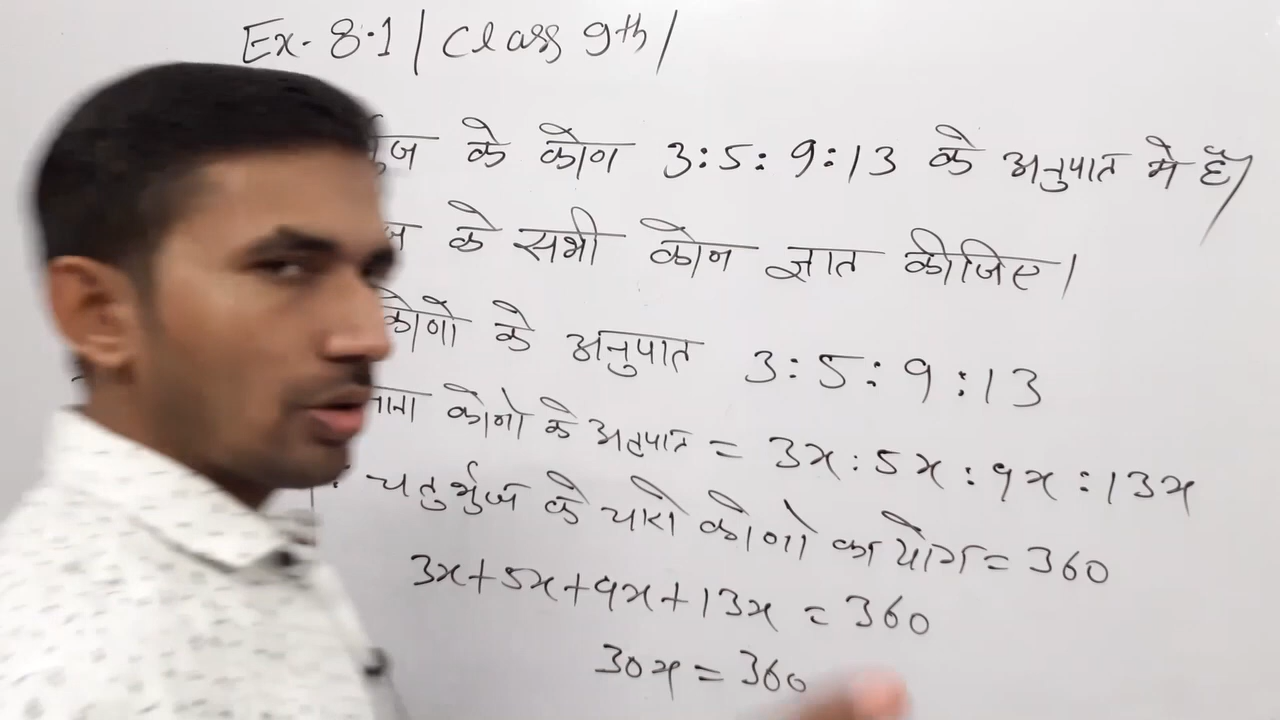 Ex. 8.1 | Class 9th |
के कोण 3:5:9:13 के अनुपात मे हैं|
के सभी कोन ज्ञात कीजिए|
कोणो के अनुपात 3:5:9:13
माना कोनो के अनुपात = 3x:5x:9x:13x
चतुर्भुज के चारो कोणो का योग = 360
3x+5x+9x+13x = 360
30x = 360